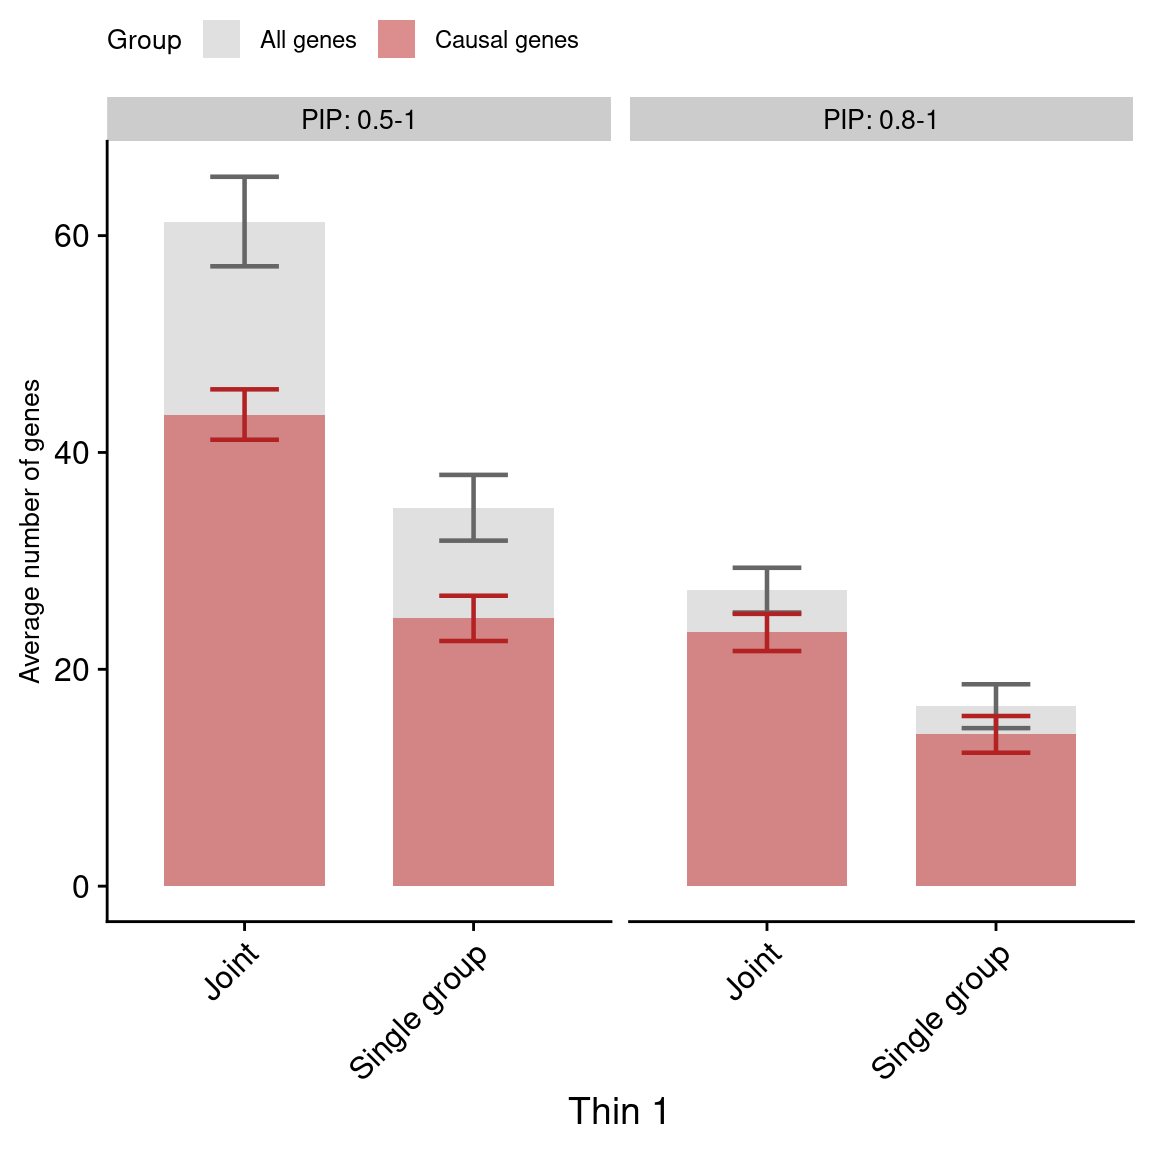 Group All genes Causal genes
PIP: 0.5-1 PIP: 0.8-1
Average number of genes
60
40
20
0
Joint Single group Joint Single group
Thin 1